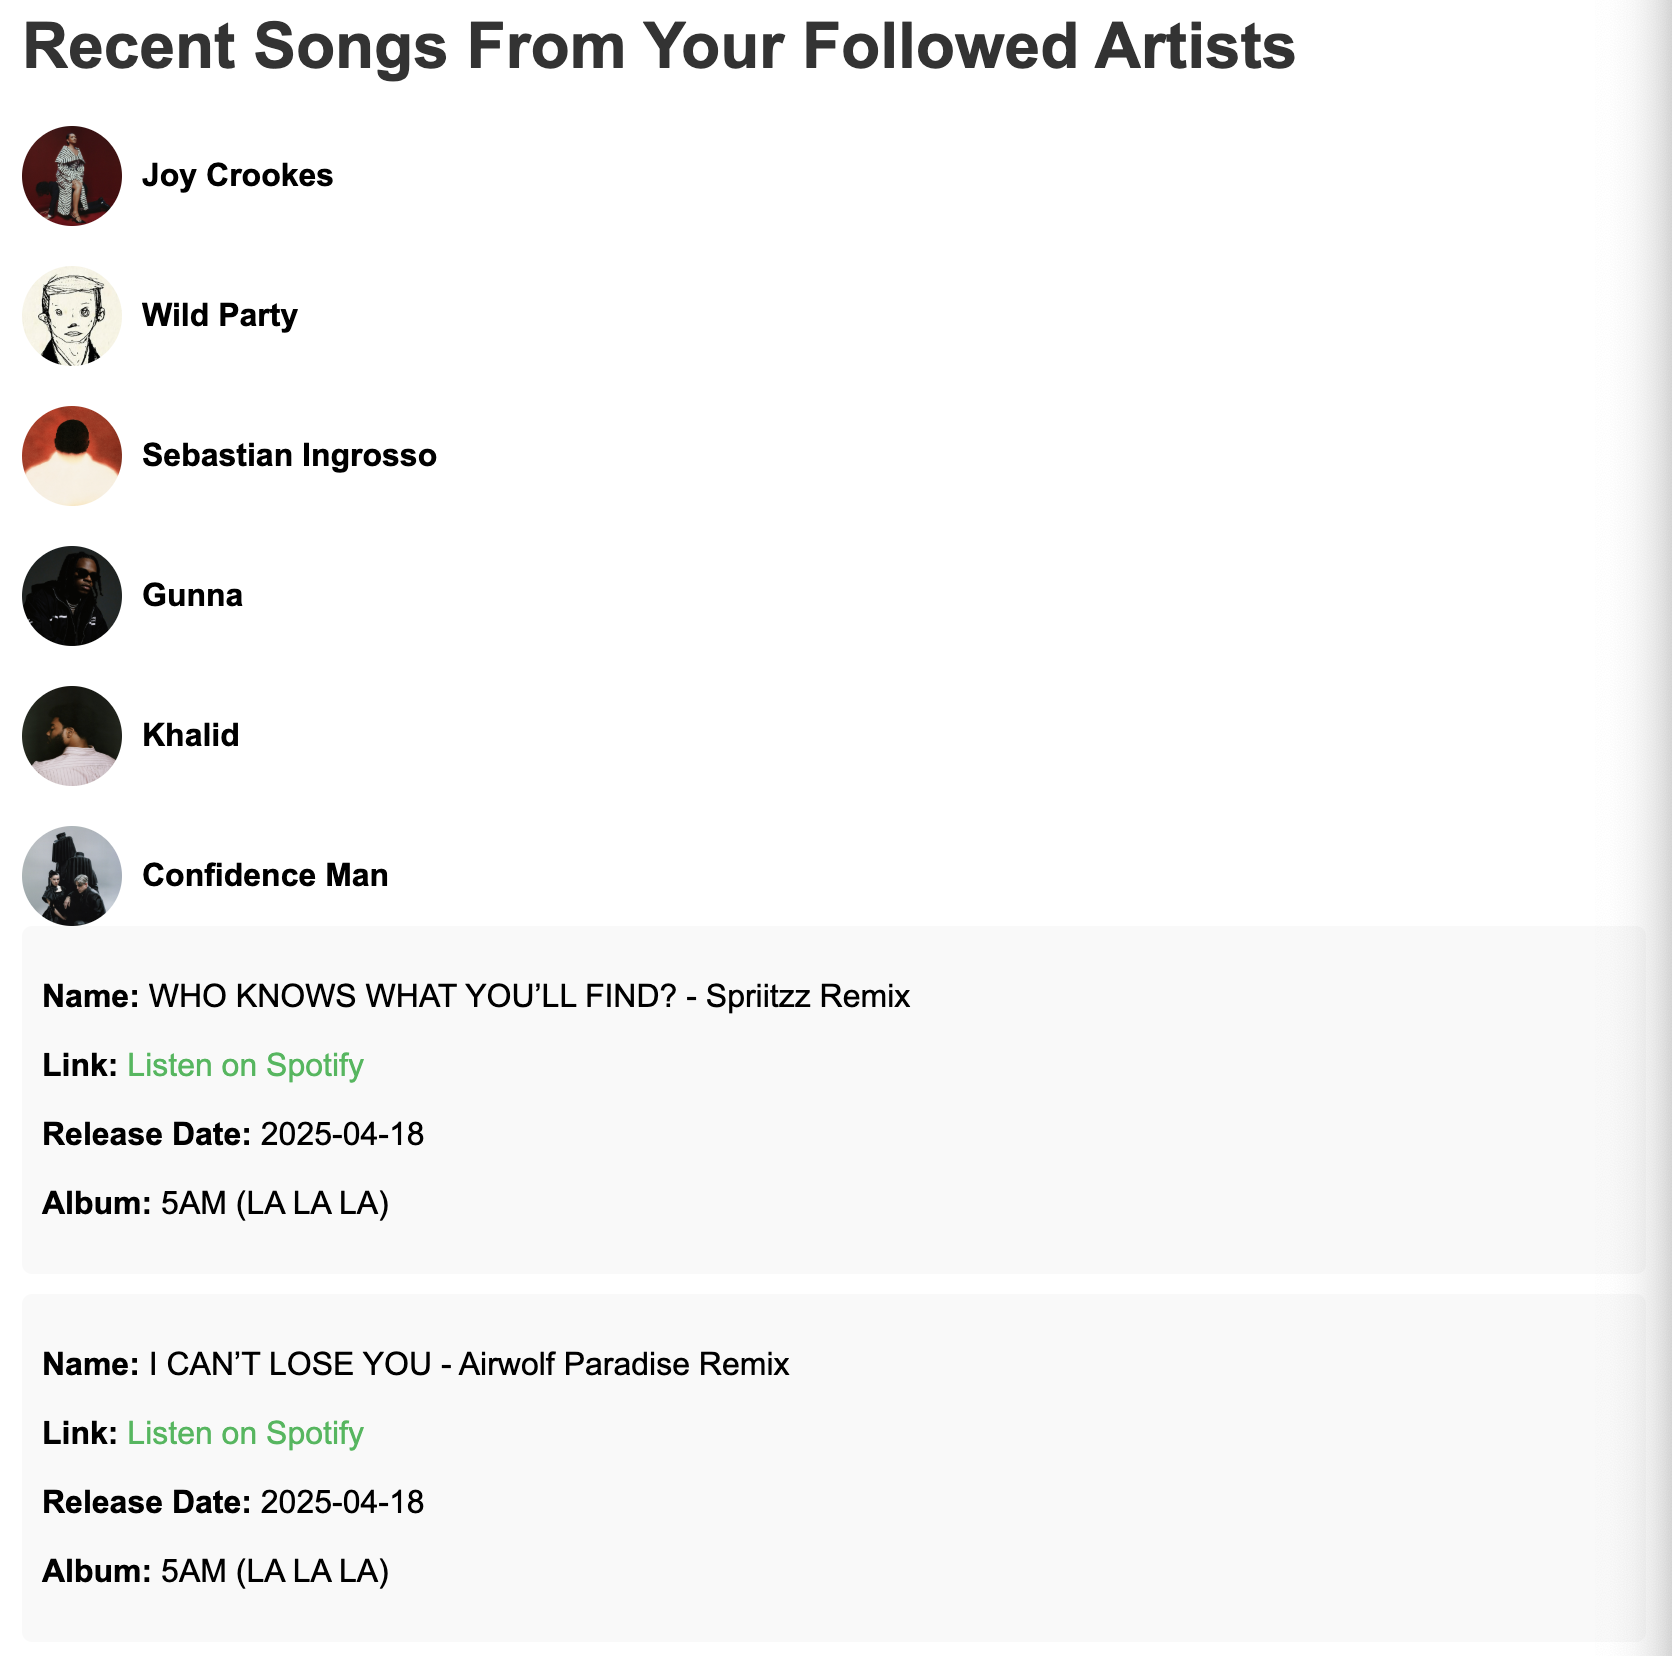 Recent Songs From Your Followed Artists
Joy Crookes
Wild Party
Sebastian Ingrosso
Gunna
Khalid
Confidence Man
Name: WHO KNOWS WHAT YOU’LL FIND? - Spriitzz Remix
Link: Listen on Spotify
Release Date: 2025-04-18
Album: 5AM (LA LA LA)
Name: I CAN’T LOSE YOU - Airwolf Paradise Remix
Link: Listen on Spotify
Release Date: 2025-04-18
Album: 5AM (LA LA LA)